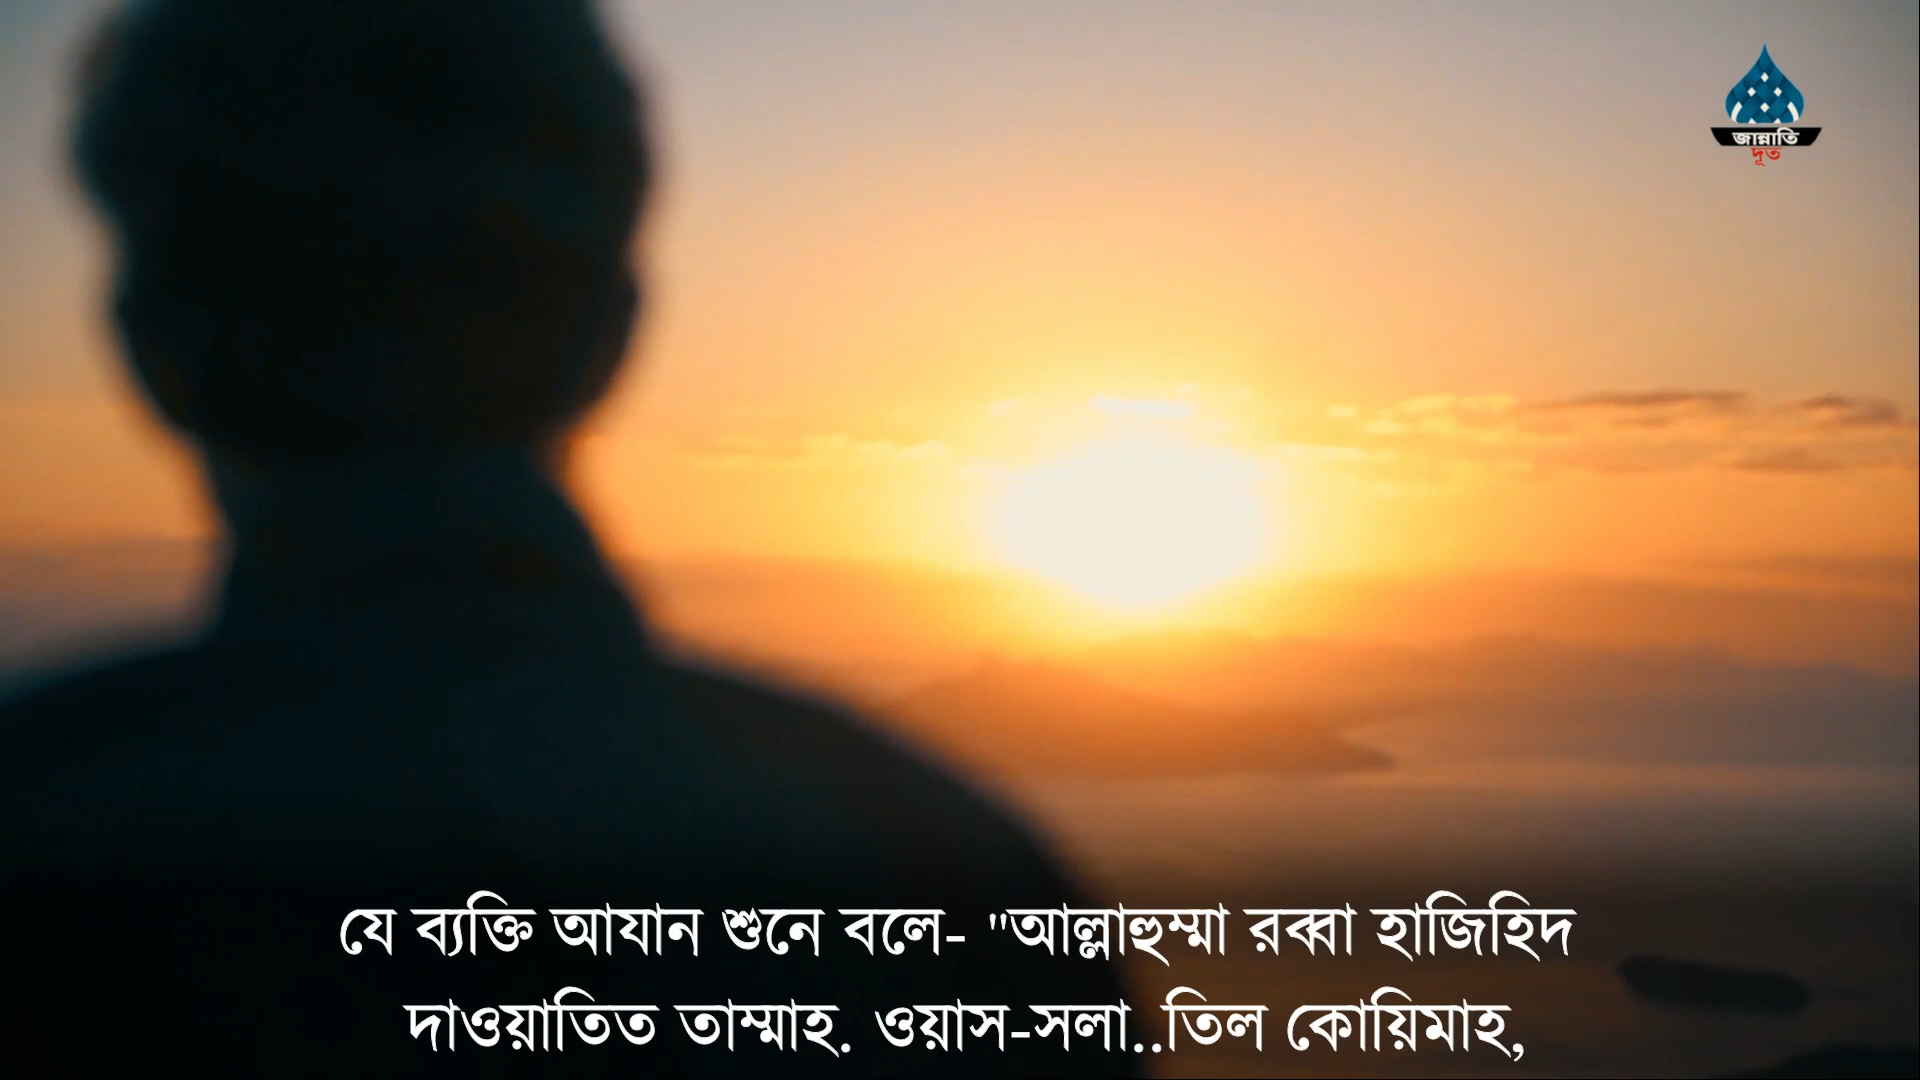 জান্নাতি
দূত
যে ব্যক্তি আযান শুনে বলে- "আল্লাহুম্মা রব্বা হাজিহিদ
দাওয়াতিত তাম্মাহ. ওয়াস-সলা..তিল কোয়িমাহ,